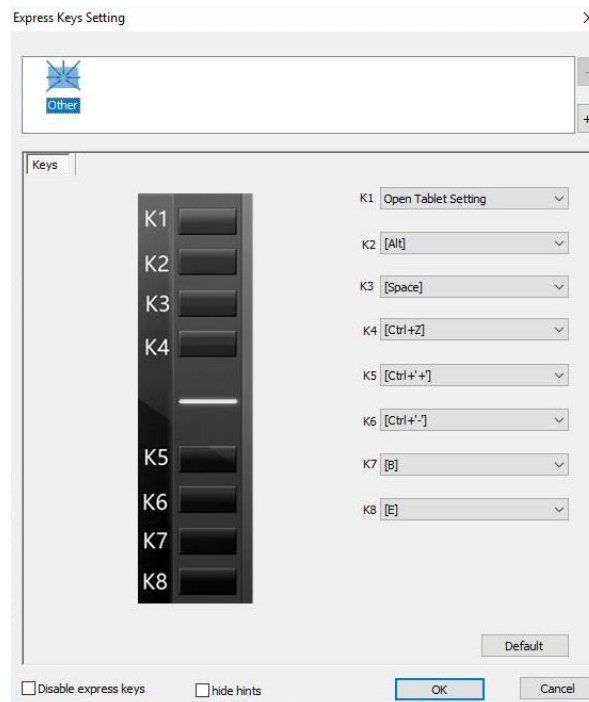 Express Keys Setting
Other
Keys
K1
K2
K3
K4
K5
K6
K7
K8
K1 Open Tablet Setting
K2 [Alt]
K3 [Space]
K4 [Ctrl+Z]
K5 [Ctrl+'+']
K6 [Ctrl+'-']
K7 [B]
K8 [E]
Default
Disable express keys
hide hints
OK
Cancel